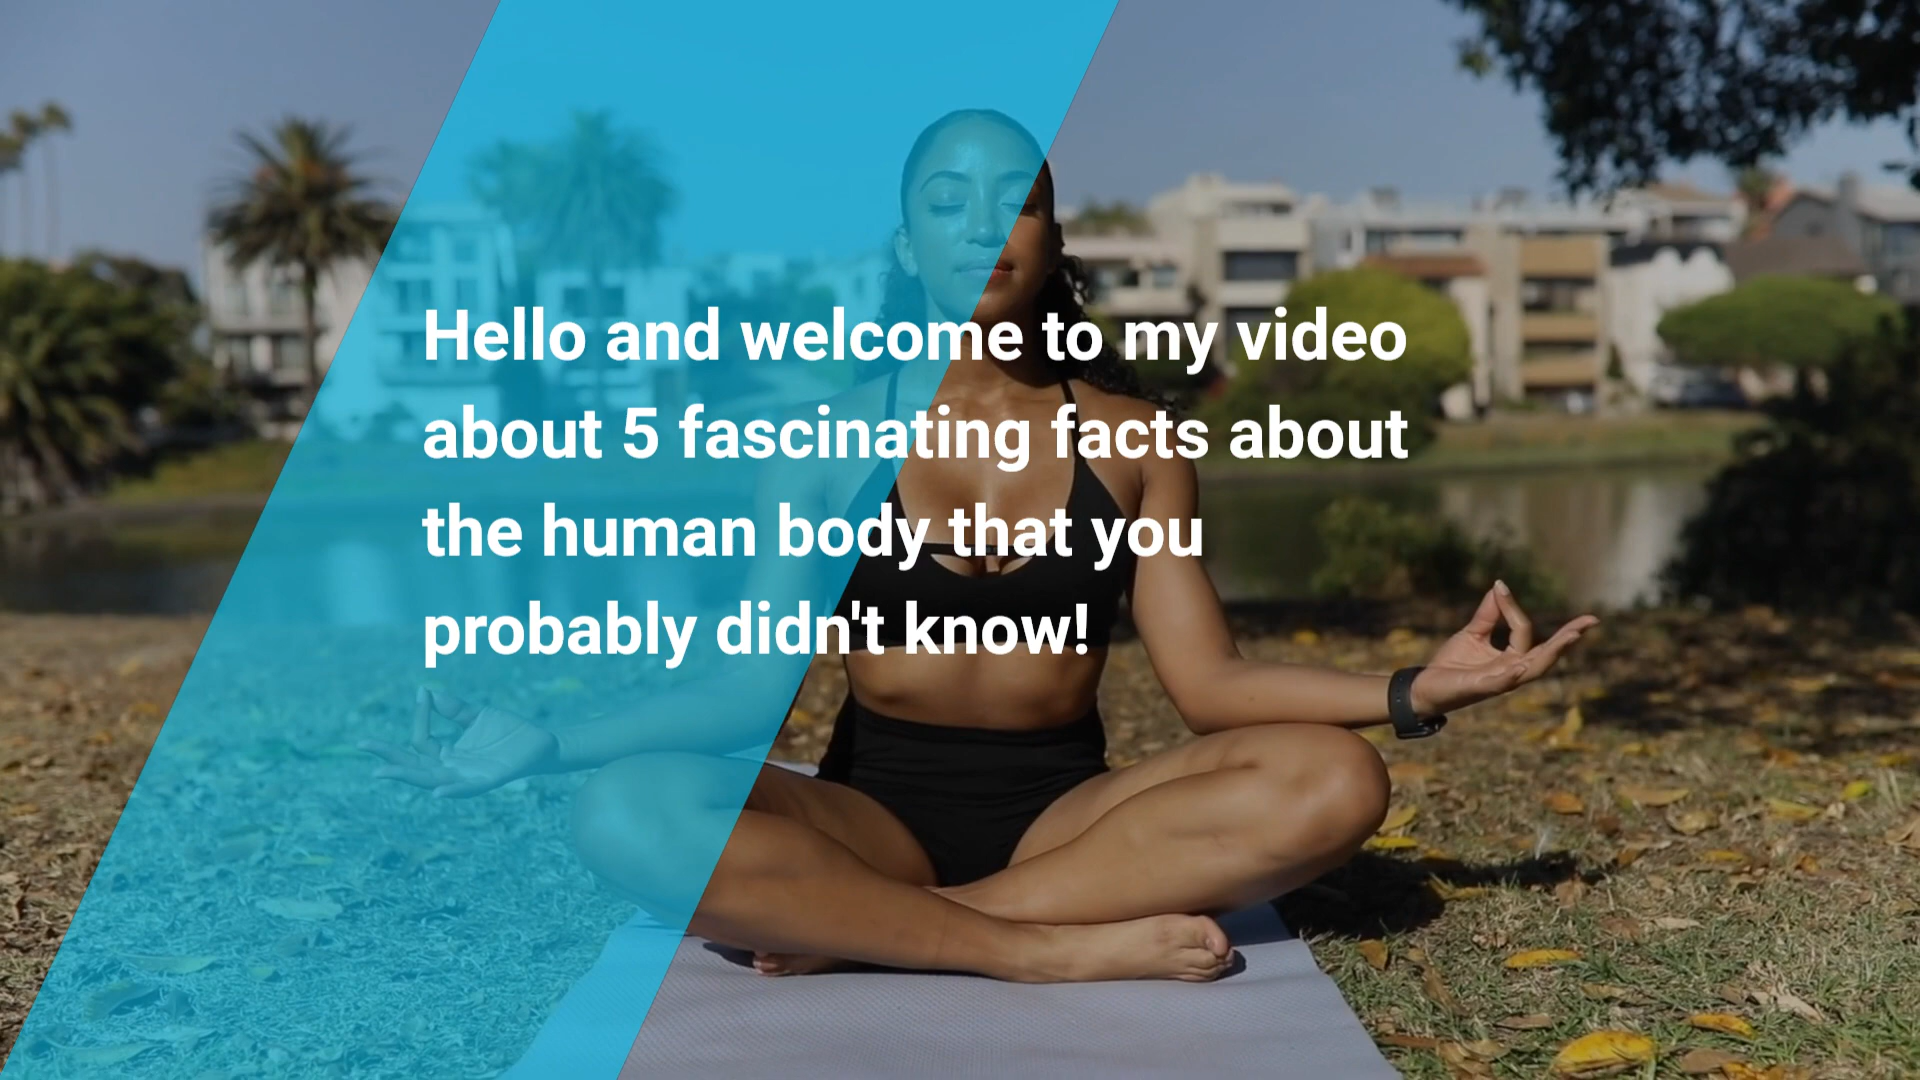 Hello and welcome to my video
about 5 fascinating facts about
the human body that you
probably didn't know!